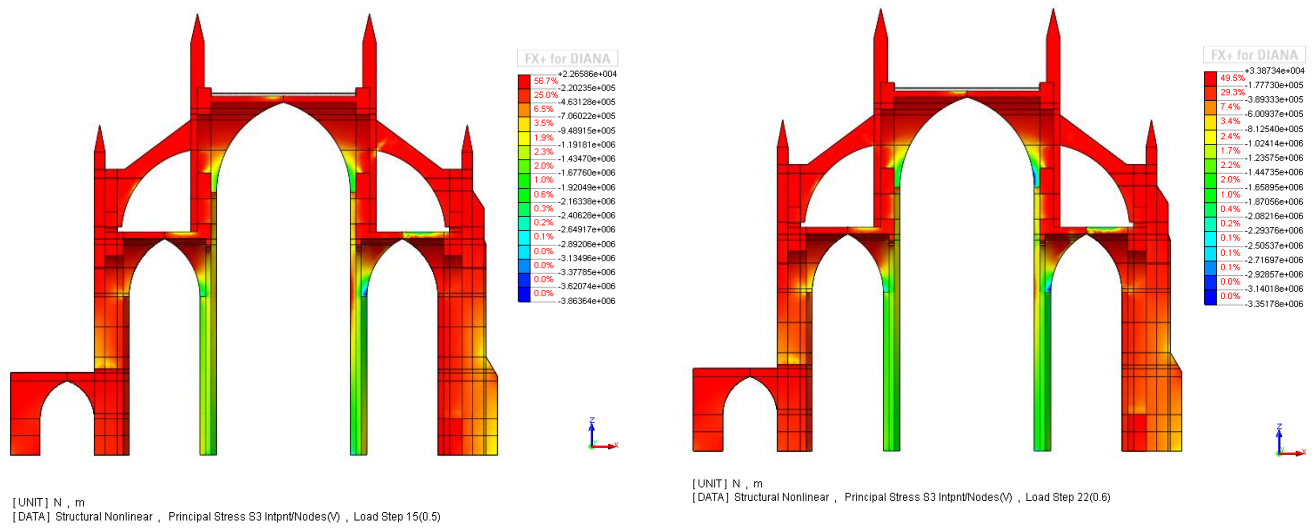 FX+ for DIANA
+2.26586e+004
56.7%
-2.20235e+005
25.0%
-4.63128e+005
6.5%
-7.06022e+005
3.5%
-9.48915e+005
1.9%
-1.19181e+006
2.0%
-1.43470e+006
2.0%
-1.67760e+006
1.0%
-1.92049e+006
0.6%
-2.16338e+006
0.3%
-2.40628e+006
0.2%
-2.64917e+006
0.1%
-2.89206e+006
0.0%
-3.13496e+006
0.0%
-3.37785e+006
0.0%
-3.62074e+006
0.0%
-3.86364e+006
Z
Y
X
[UNIT] N , m
[DATA] Structural Nonlinear , Principal Stress S3 Intpnt/Nodes(V) , Load Step 15(0.5)
FX+ for DIANA
+3.38734e+004
49.5%
-1.77730e+005
29.3%
-3.89333e+005
7.4%
-6.00937e+005
3.4%
-8.12540e+005
2.4%
-1.02414e+006
1.7%
-1.23575e+006
2.2%
-1.44735e+006
2.0%
-1.65895e+006
1.0%
-1.87056e+006
0.4%
-2.08216e+006
0.2%
-2.29376e+006
0.1%
-2.50537e+006
0.1%
-2.71697e+006
0.1%
-2.92857e+006
0.0%
-3.14018e+006
0.0%
-3.35178e+006
Z
Y
X
[UNIT] N , m
[DATA] Structural Nonlinear , Principal Stress S3 Intpnt/Nodes(V) , Load Step 22(0.6)